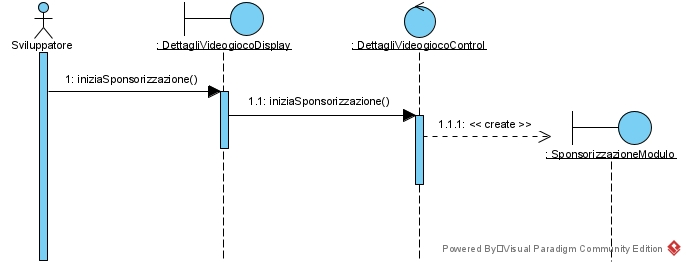 Sviluppatore
: DettagliVideogiocoDisplay
: DettagliVideogiocoControl
1: iniziaSponsorizzazione()
1.1: iniziaSponsorizzazione()
1.1.1: << create >>
: SponsorizzazioneModulo
Powered By□Visual Paradigm Community Edition